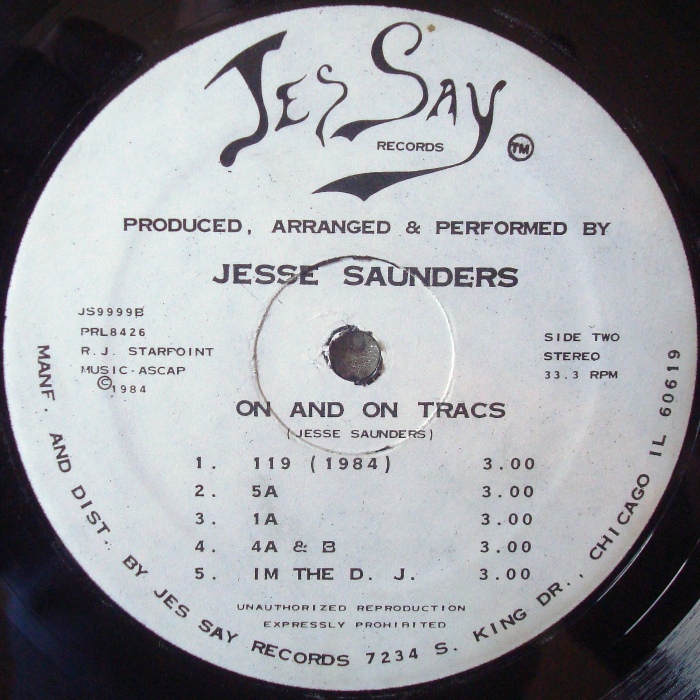 JesSay
RECORDS
TM
PRODUCED, ARRANGED & PERFORMED BY
JESSE SAUNDERS
JS9999B
PRL8426
R.J. STARFOINT
MUSIC-ASCAP
©1984
SIDE TWO
STEREO
33.3 RPM
ON AND ON TRACS
(JESSE SAUNDERS)
1. 119 (1984) 3.00
2. 5A 3.00
3. 1A 3.00
4. 4A & B 3.00
5. IM THE D. J. 3.00
UNAUTHORIZED REPRODUCTION
EXPRESSLY PROHIBITED
MANF. AND DIST. BY JES SAY RECORDS 7234 S. KING DR., CHICAGO IL 60619